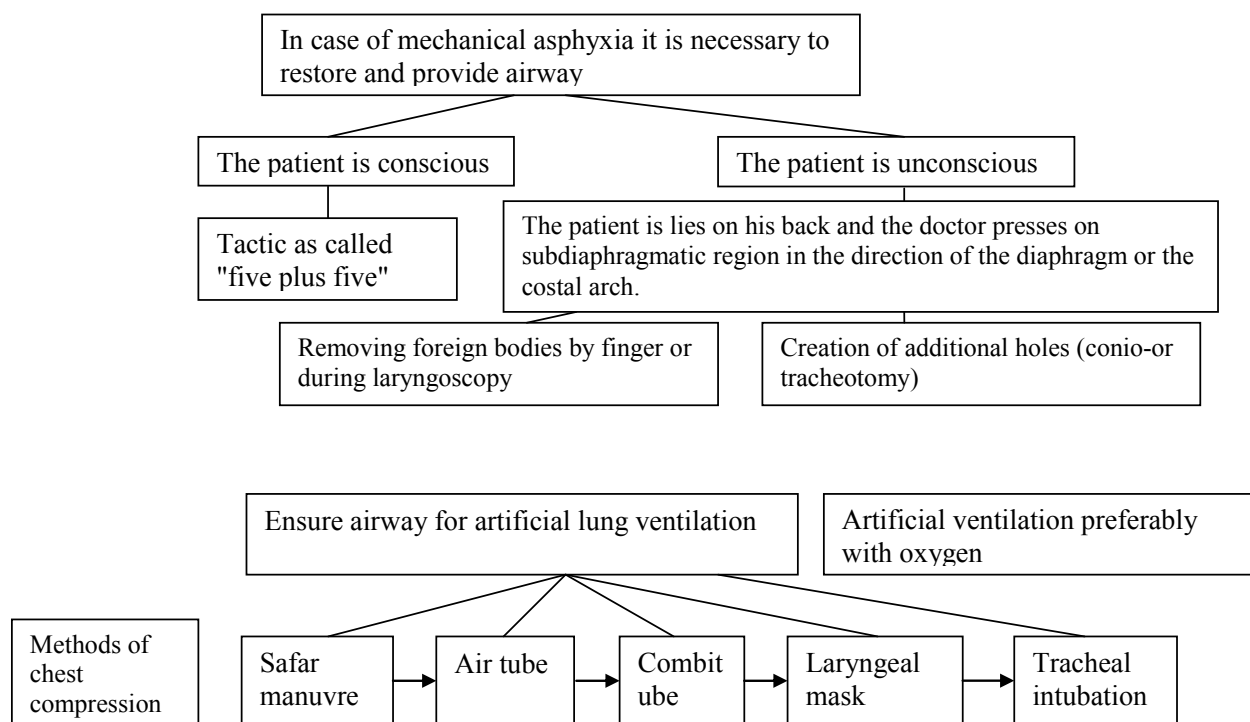 In case of mechanical asphyxia it is necessary to
restore and provide airway
The patient is conscious
The patient is unconscious
Tactic as called
"five plus five"
The patient is lies on his back and the doctor presses on
subdiaphragmatic region in the direction of the diaphragm or the
costal arch.
Removing foreign bodies by finger or
during laryngoscopy
Creation of additional holes (conio-or
tracheotomy)
Ensure airway for artificial lung ventilation
Artificial ventilation preferably
with oxygen
Methods of
chest
compression
Safar
manuvre
Air tube
Combit
ube
Laryngeal
mask
Tracheal
intubation